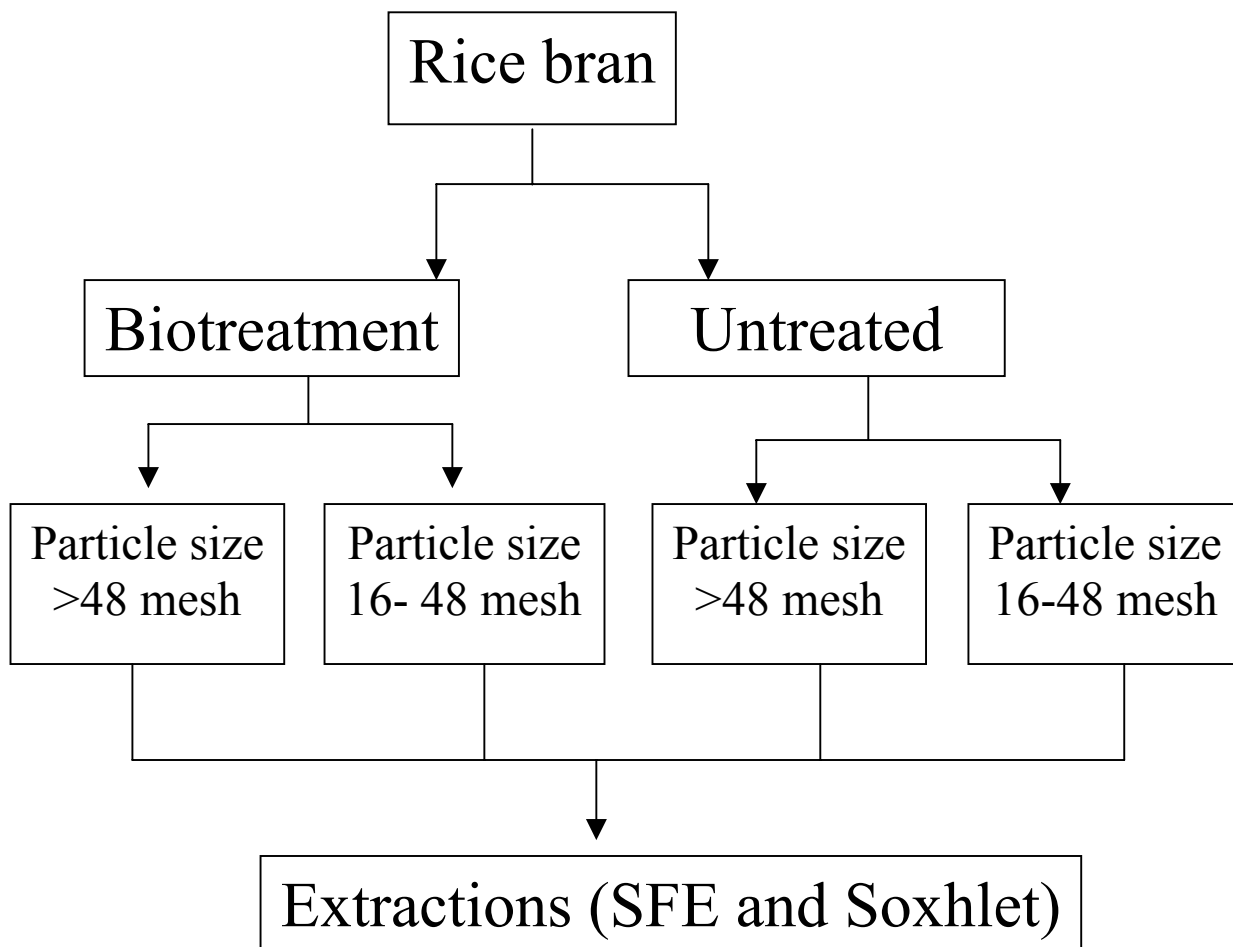 Rice bran
Biotreatment
Untreated
Particle size
>48 mesh
Particle size
16- 48 mesh
Particle size
>48 mesh
Particle size
16-48 mesh
Extractions (SFE and Soxhlet)